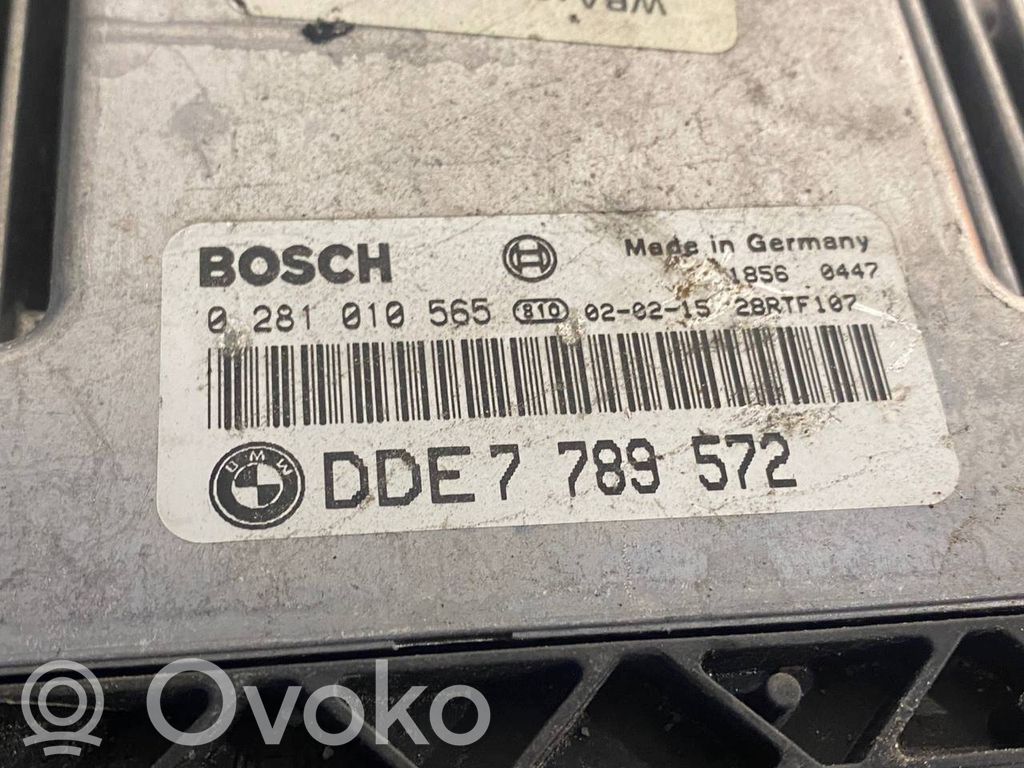 WBA
BOSCH Made in Germany
1856 0447
0 281 010 565 810 02-02-15 28RTF107
BMW DDE7 789 572
Ovoko